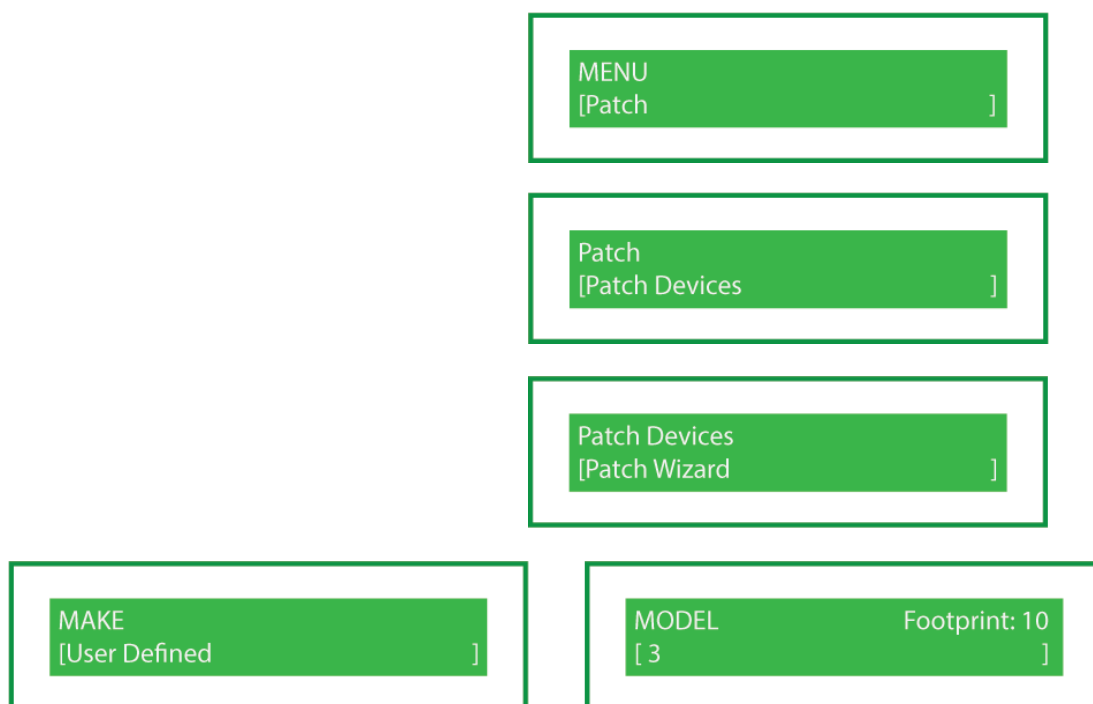 MENU
[Patch ]
Patch
[Patch Devices ]
Patch Devices
[Patch Wizard ]
MAKE
[User Defined ]
MODEL Footprint: 10
[ 3 ]